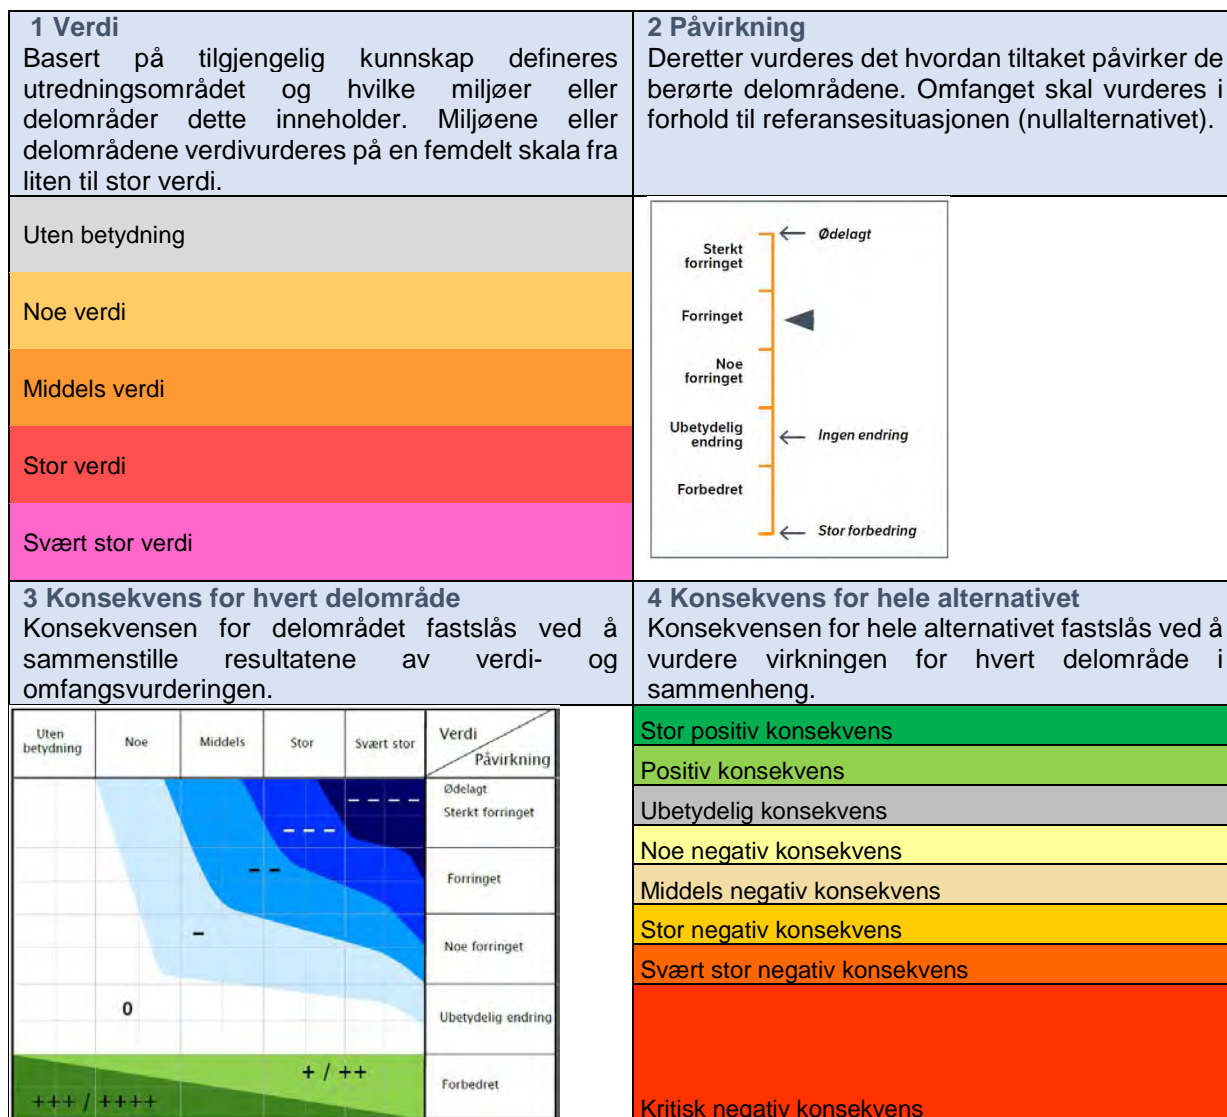 1 Verdi
Basert på tilgjengelig kunnskap defineres
utredningsområdet og hvilke miljøer eller
delområder dette inneholder. Miljøene eller
delområdene verdivurderes på en femdelt skala fra
liten til stor verdi.
2 Påvirkning
Deretter vurderes det hvordan tiltaket påvirker de
berørte delområdene. Omfanget skal vurderes i
forhold til referansesituasjonen (nullalternativet).
Uten betydning
Noe verdi
Middels verdi
Stor verdi
Svært stor verdi
Ødelagt
Sterkt
forringet
Forringet
Noe
forringet
Ubetydelig
endring
Ingen endring
Forbedret
Stor forbedring
3 Konsekvens for hvert delområde
Konsekvensen for delområdet fastslås ved å
sammenstille resultatene av verdi- og
omfangsvurderingen.
4 Konsekvens for hele alternativet
Konsekvensen for hele alternativet fastslås ved å
vurdere virkningen for hvert delområde i
sammenheng.
Uten
betydning
Noe
Middels
Stor
Svært stor
Verdi
Påvirkning
Ødelagt
Sterkt forringet
- - - -
- - -
Forringet
- -
Noe forringet
-
Ubetydelig endring
0
Forbedret
+ / ++
+++ / ++++
Stor positiv konsekvens
Positiv konsekvens
Ubetydelig konsekvens
Noe negativ konsekvens
Middels negativ konsekvens
Stor negativ konsekvens
Svært stor negativ konsekvens
Kritisk negativ konsekvens